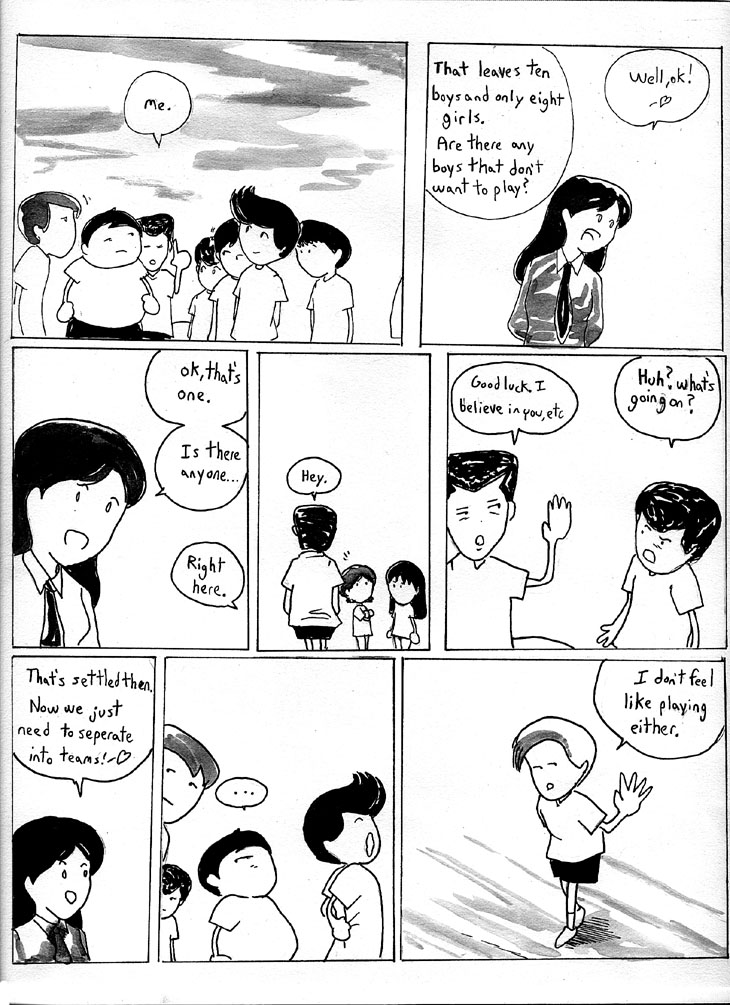 Me.
That leaves ten
boys and only eight
girls.
Are there any
boys that don't
want to play?
Well, ok!
~♡
ok, that's
one.
Is there
anyone...
Right
here.
Hey.
Good luck. I
believe in you, etc
Huh? What's
going on?
That's settled then.
Now we just
need to seperate
into teams! ~♡
...
I don't feel
like playing
either.